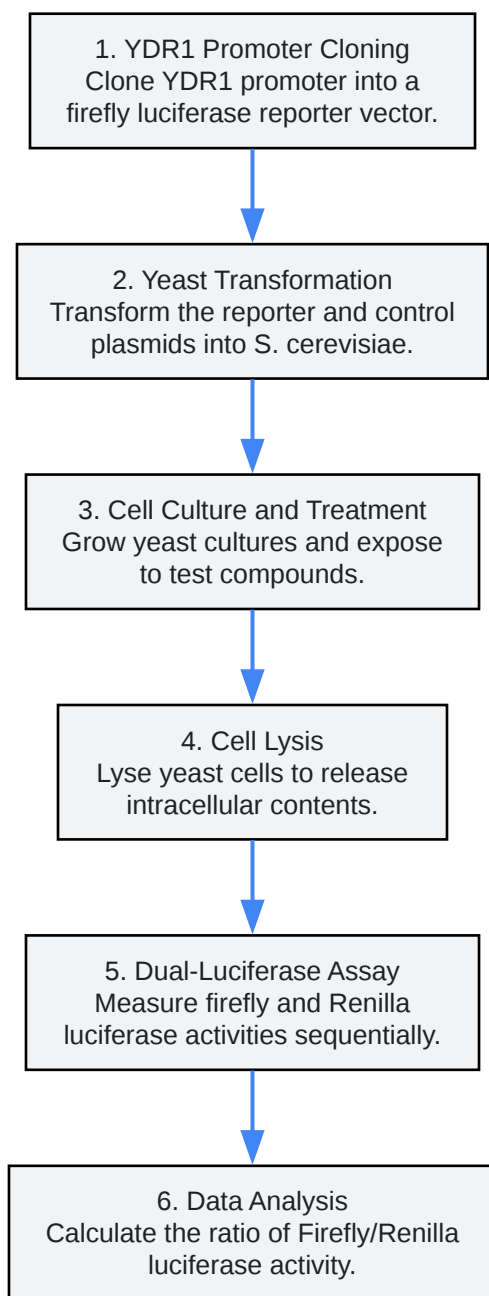 1. YDR1 Promoter Cloning
Clone YDR1 promoter into a
firefly luciferase reporter vector.
2. Yeast Transformation
Transform the reporter and control
plasmids into S. cerevisiae.
3. Cell Culture and Treatment
Grow yeast cultures and expose
to test compounds.
4. Cell Lysis
Lyse yeast cells to release
intracellular contents.
5. Dual-Luciferase Assay
Measure firefly and Renilla
luciferase activities sequentially.
6. Data Analysis
Calculate the ratio of Firefly/Renilla
luciferase activity.